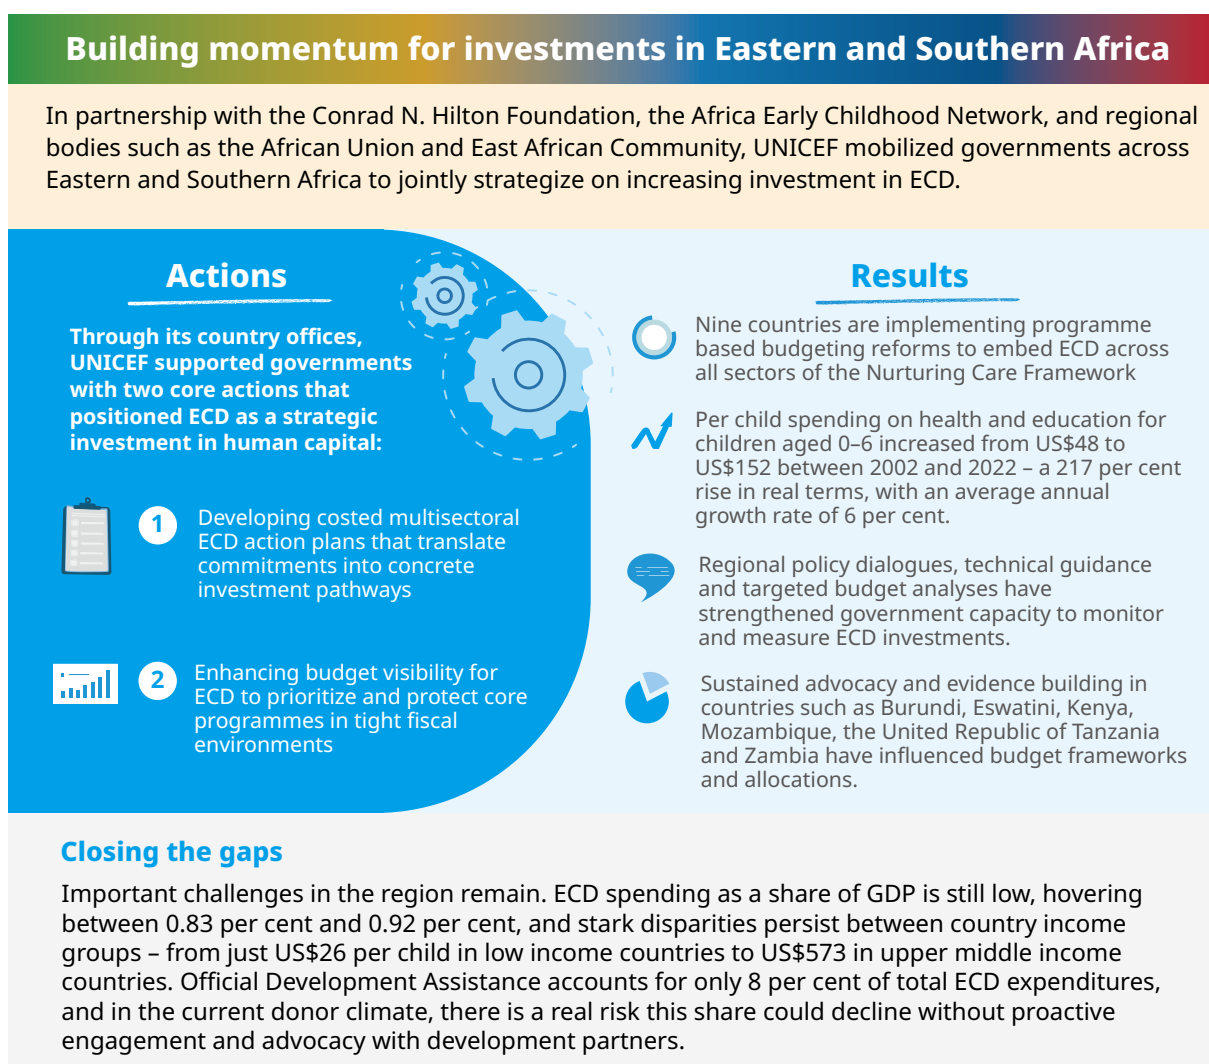 Building momentum for investments in Eastern and Southern Africa
In partnership with the Conrad N. Hilton Foundation, the Africa Early Childhood Network, and regional
bodies such as the African Union and East African Community, UNICEF mobilized governments across
Eastern and Southern Africa to jointly strategize on increasing investment in ECD.
Actions
Through its country offices,
UNICEF supported governments
with two core actions that
positioned ECD as a strategic
investment in human capital:
1
Developing costed multisectoral
ECD action plans that translate
commitments into concrete
investment pathways
2
Enhancing budget visibility for
ECD to prioritize and protect core
programmes in tight fiscal
environments
Results
Nine countries are implementing programme
based budgeting reforms to embed ECD across
all sectors of the Nurturing Care Framework
Per child spending on health and education for
children aged 0–6 increased from US$48 to
US$152 between 2002 and 2022 – a 217 per cent
rise in real terms, with an average annual
growth rate of 6 per cent.
Regional policy dialogues, technical guidance
and targeted budget analyses have
strengthened government capacity to monitor
and measure ECD investments.
Sustained advocacy and evidence building in
countries such as Burundi, Eswatini, Kenya,
Mozambique, the United Republic of Tanzania
and Zambia have influenced budget frameworks
and allocations.
Closing the gaps
Important challenges in the region remain. ECD spending as a share of GDP is still low, hovering
between 0.83 per cent and 0.92 per cent, and stark disparities persist between country income
groups – from just US$26 per child in low income countries to US$573 in upper middle income
countries. Official Development Assistance accounts for only 8 per cent of total ECD expenditures,
and in the current donor climate, there is a real risk this share could decline without proactive
engagement and advocacy with development partners.